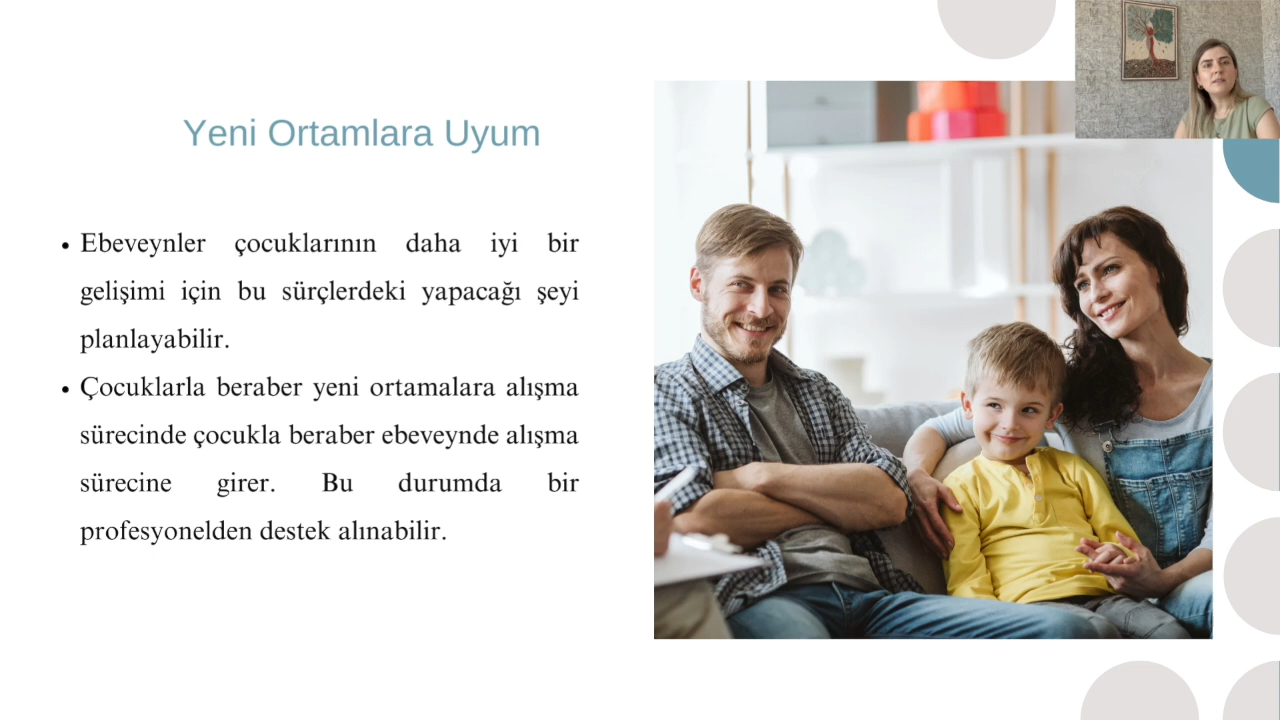 Yeni Ortamlara Uyum
• Ebeveynler çocuklarının daha iyi bir
gelişimi için bu sürçlerdeki yapacağı şeyi
planlayabilir.
• Çocuklarla beraber yeni ortamalara alışma
sürecinde çocukla beraber ebeveynde alışma
sürecine girer. Bu durumda bir
profesyonelden destek alınabilir.